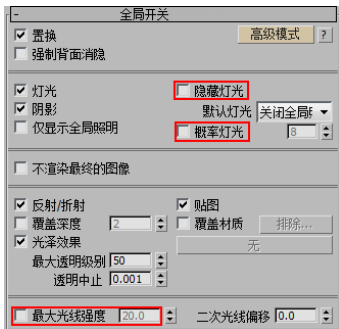 - 全局开关
置换 高级模式 ?
强制背面消隐
灯光 隐藏灯光
阴影 默认灯光 关闭全局
仅显示全局照明 概率灯光 8
不渲染最终的图像
反射/折射 贴图
覆盖深度 2 覆盖材质 排除...
光泽效果 无
最大透明级别 50
透明中止 0.001
最大光线强度 20.0 二次光线偏移 0.0